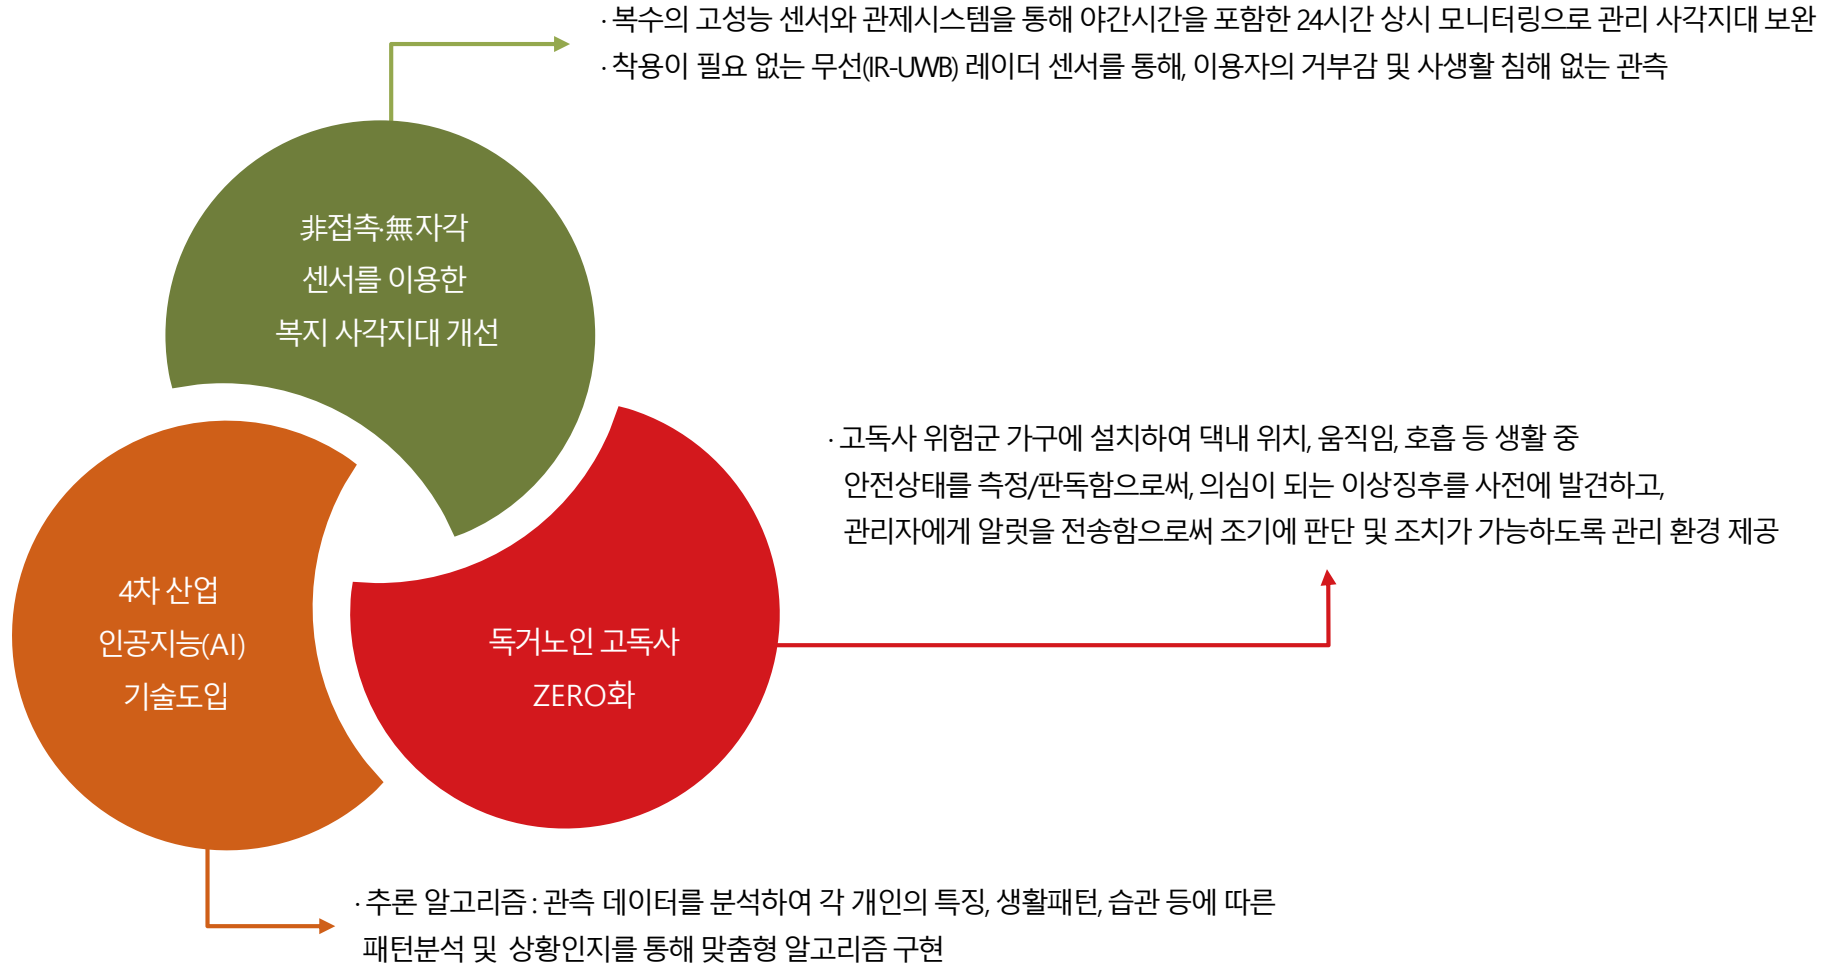 · 복수의 고성능 센서와 관제시스템을 통해 야간시간을 포함한 24시간 상시 모니터링으로 관리 사각지대 보완
· 착용이 필요 없는 무선(IR-UWB) 레이더 센서를 통해, 이용자의 거부감 및 사생활 침해 없는 관측
非접촉·無자각
센서를 이용한
복지 사각지대 개선
· 고독사 위험군 가구에 설치하여 댁내 위치, 움직임, 호흡 등 생활 중
안전상태를 측정/판독함으로써, 의심이 되는 이상징후를 사전에 발견하고,
관리자에게 알럿을 전송함으로써 조기에 판단 및 조치가 가능하도록 관리 환경 제공
4차 산업
인공지능(AI)
기술도입
독거노인 고독사
ZERO화
· 추론 알고리즘 : 관측 데이터를 분석하여 각 개인의 특징, 생활패턴, 습관 등에 따른
패턴분석 및 상황인지를 통해 맞춤형 알고리즘 구현